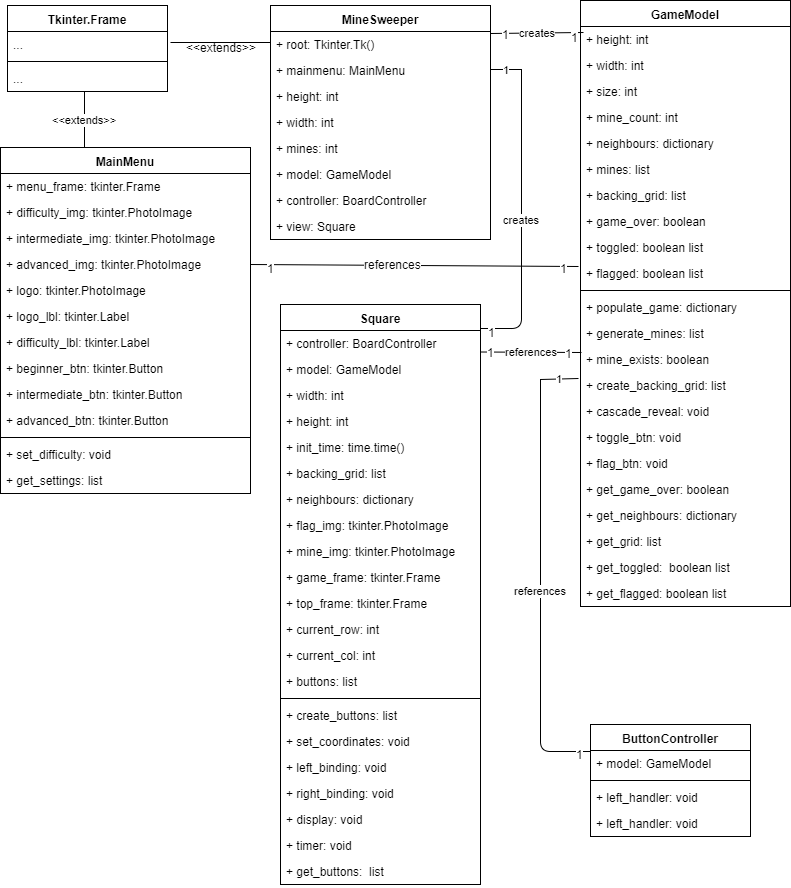 Tkinter.Frame
...
...
<<extends>>
<<extends>>
MineSweeper
+ root: Tkinter.Tk()
+ mainmenu: MainMenu
+ height: int
+ width: int
+ mines: int
+ model: GameModel
+ controller: BoardController
+ view: Square
1
creates
1
1
creates
1
GameModel
+ height: int
+ width: int
+ size: int
+ mine_count: int
+ neighbours: dictionary
+ mines: list
+ backing_grid: list
+ game_over: boolean
+ toggled: boolean list
+ flagged: boolean list
+ populate_game: dictionary
+ generate_mines: list
+ mine_exists: boolean
+ create_backing_grid: list
+ cascade_reveal: void
+ toggle_btn: void
+ flag_btn: void
+ get_game_over: boolean
+ get_neighbours: dictionary
+ get_grid: list
+ get_toggled:  boolean list
+ get_flagged: boolean list
MainMenu
+ menu_frame: tkinter.Frame
+ difficulty_img: tkinter.PhotoImage
+ intermediate_img: tkinter.PhotoImage
+ advanced_img: tkinter.PhotoImage
+ logo: tkinter.PhotoImage
+ logo_lbl: tkinter.Label
+ difficulty_lbl: tkinter.Label
+ beginner_btn: tkinter.Button
+ intermediate_btn: tkinter.Button
+ advanced_btn: tkinter.Button
+ set_difficulty: void
+ get_settings: list
1
references
1
Square
+ controller: BoardController
+ model: GameModel
+ width: int
+ height: int
+ init_time: time.time()
+ backing_grid: list
+ neighbours: dictionary
+ flag_img: tkinter.PhotoImage
+ mine_img: tkinter.PhotoImage
+ game_frame: tkinter.Frame
+ top_frame: tkinter.Frame
+ current_row: int
+ current_col: int
+ buttons: list
+ create_buttons: list
+ set_coordinates: void
+ left_binding: void
+ right_binding: void
+ display: void
+ timer: void
+ get_buttons:  list
1
references
1
1
references
1
ButtonController
+ model: GameModel
+ left_handler: void
+ left_handler: void